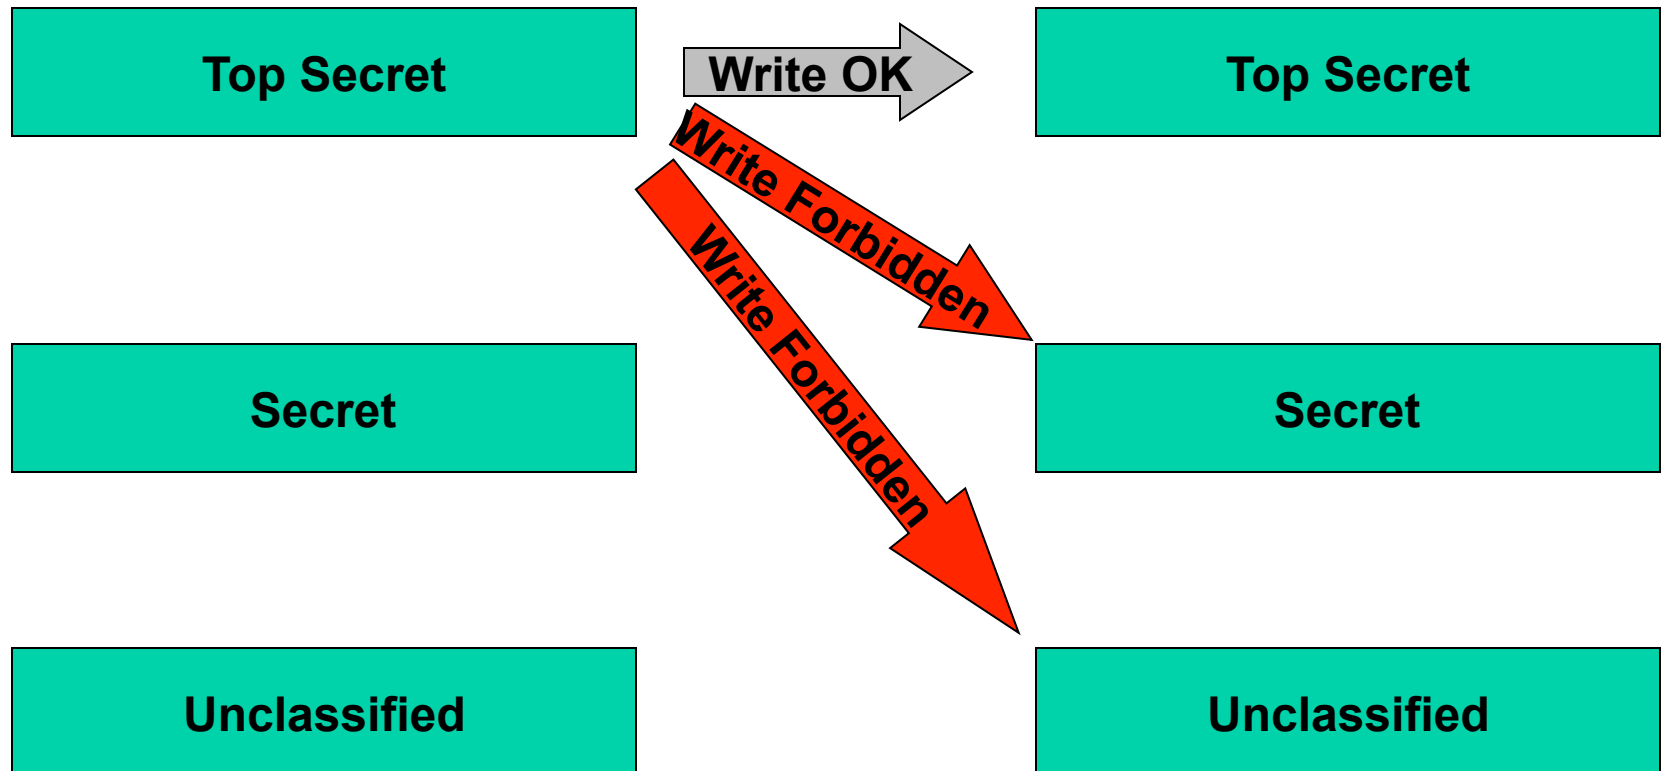 Top Secret
Write OK
Top Secret
Write Forbidden
Write Forbidden
Secret
Secret
Unclassified
Unclassified